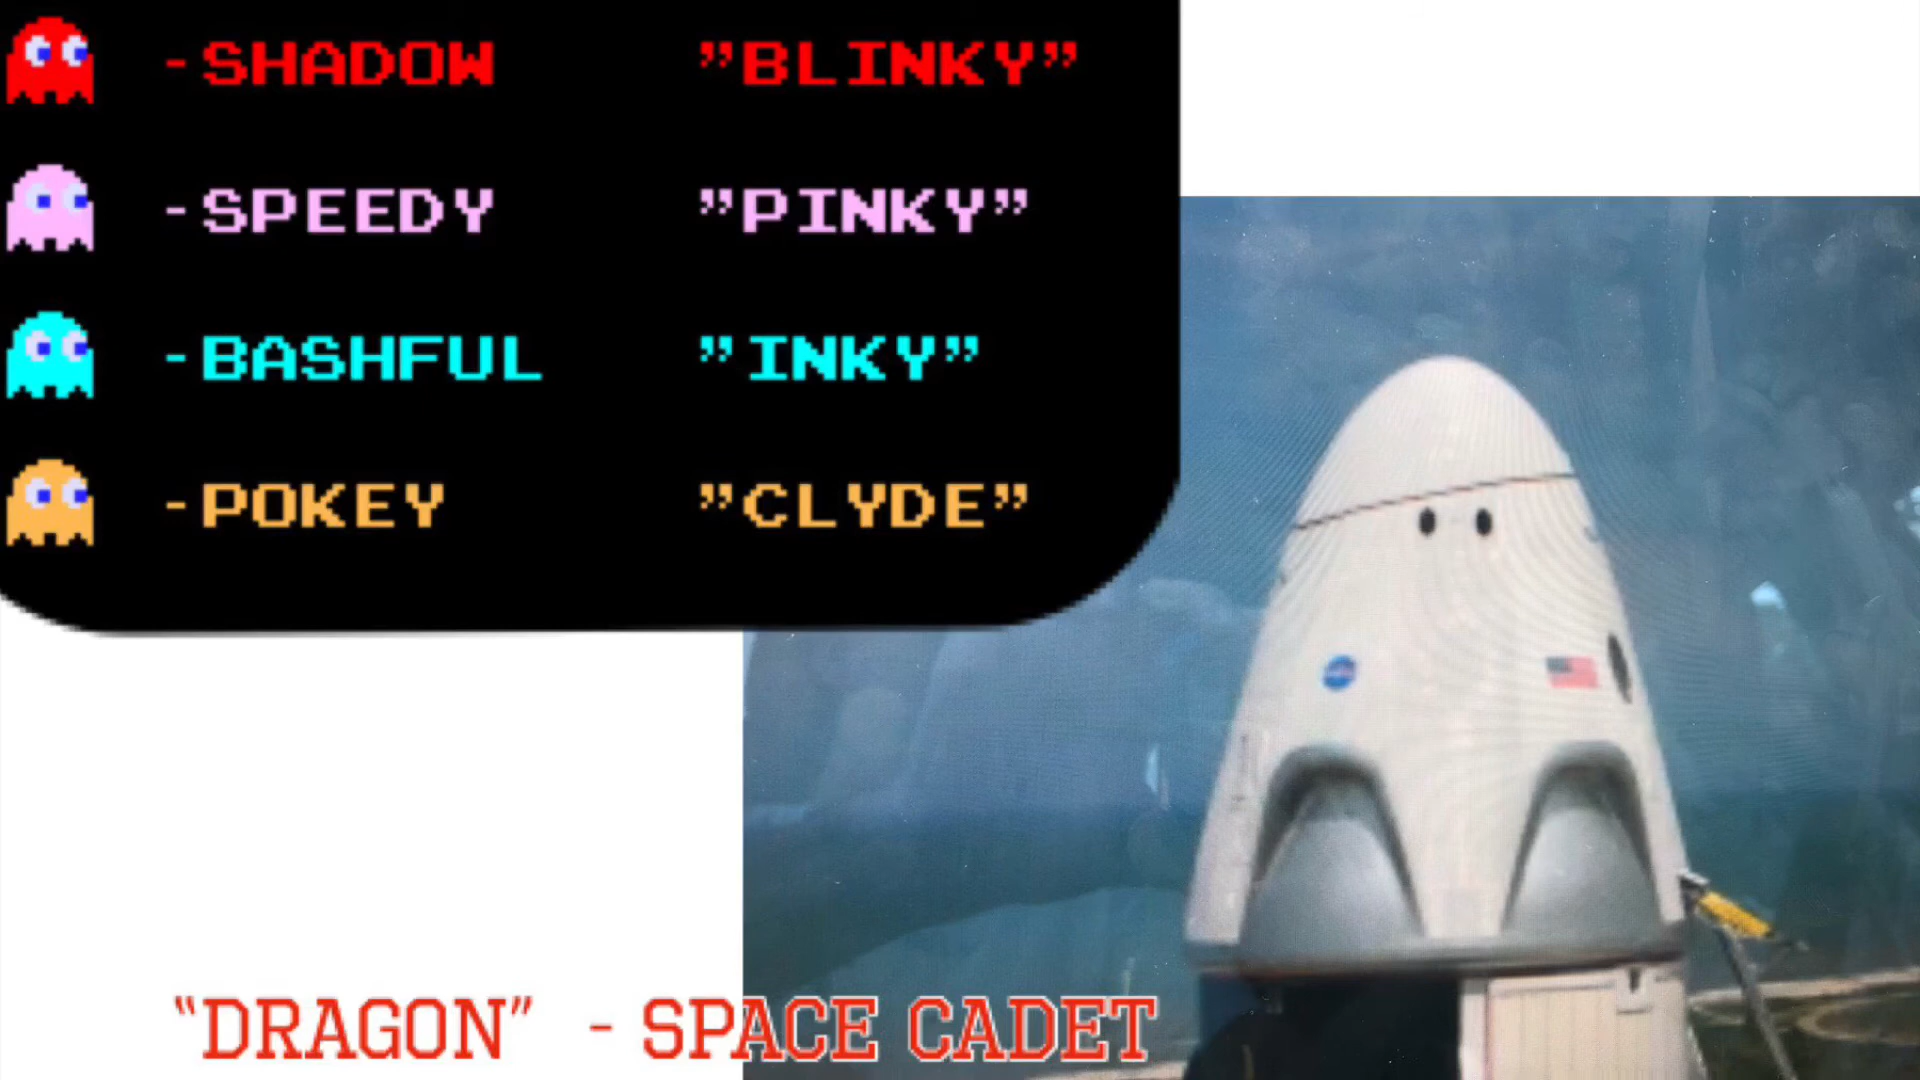 -SHADOW ”BLINKY”
-SPEEDY ”PINKY”
-BASHFUL ”INKY”
-POKEY ”CLYDE”
“DRAGON” - SPACE CADET